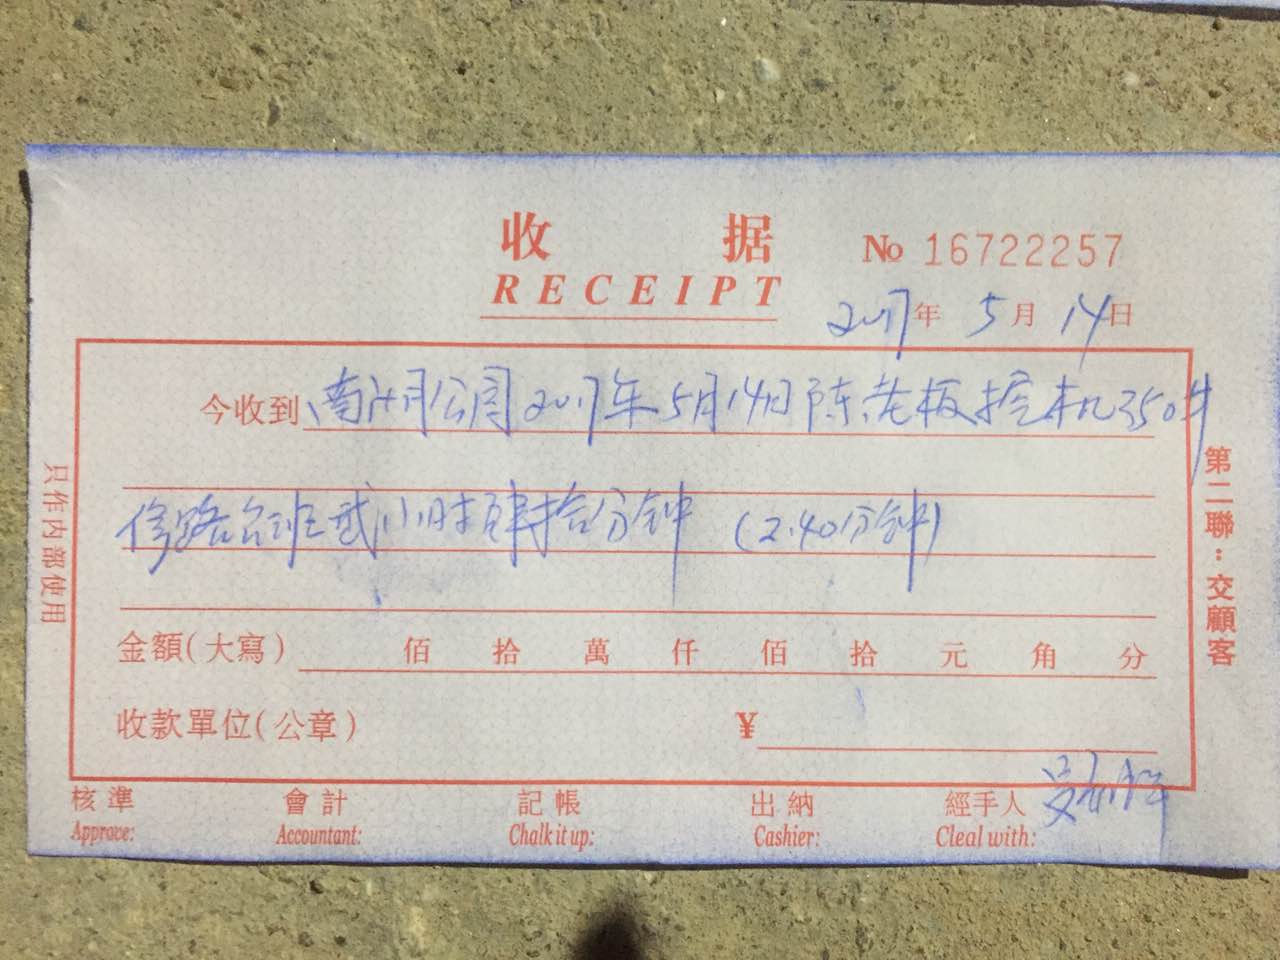 收 据
RECEIPT
№ 16722257
2017年 5月 14日
今收到 南 公司2017年5月14日陈老板挖机350
修路台班贰小时肆拾分钟 (2.40分钟)
金額(大寫) 佰 拾 萬 仟 佰 拾 元 角 分
收款單位(公章) ¥
核準 會計 記帳 出納 經手人 吴
Approve: Accountant: Chalk it up: Cashier: Cleal with:
只作内部使用
第二聯：交顧客